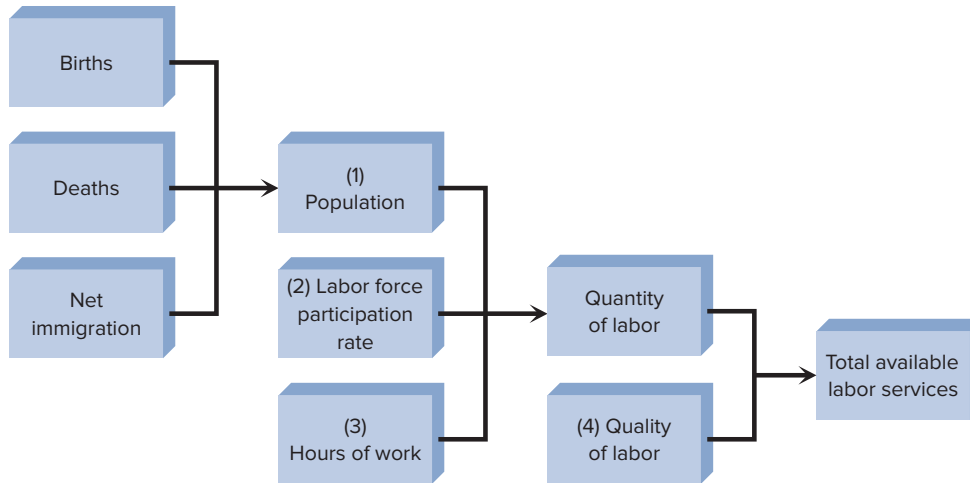 Births
Deaths
Net
immigration
(1)
Population
(2) Labor force
participation
rate
(3)
Hours of work
Quantity
of labor
(4) Quality
of labor
Total available
labor services